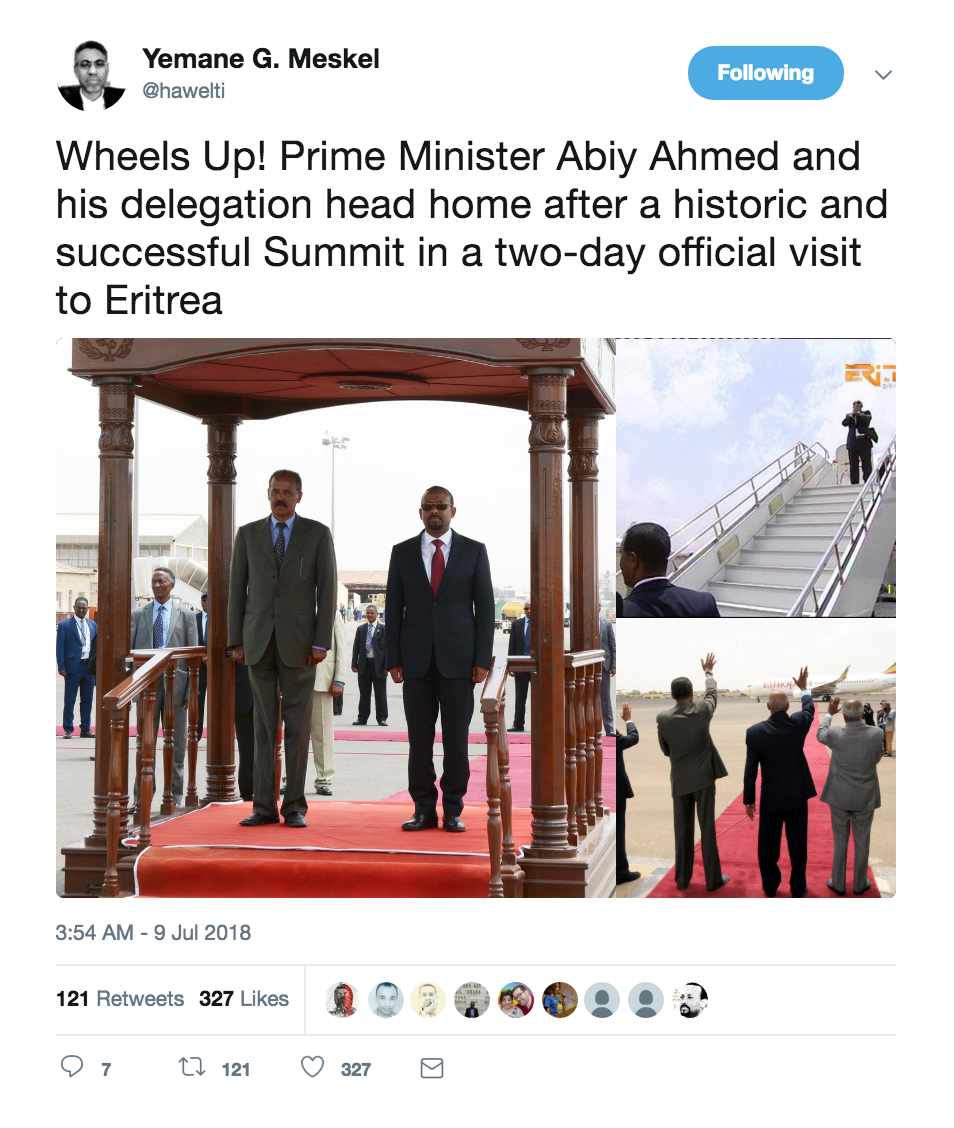 Yemane G. Meskel
@hawelti
Following
Wheels Up! Prime Minister Abiy Ahmed and
his delegation head home after a historic and
successful Summit in a two-day official visit
to Eritrea
3:54 AM - 9 Jul 2018
121 Retweets 327 Likes
7
121
327